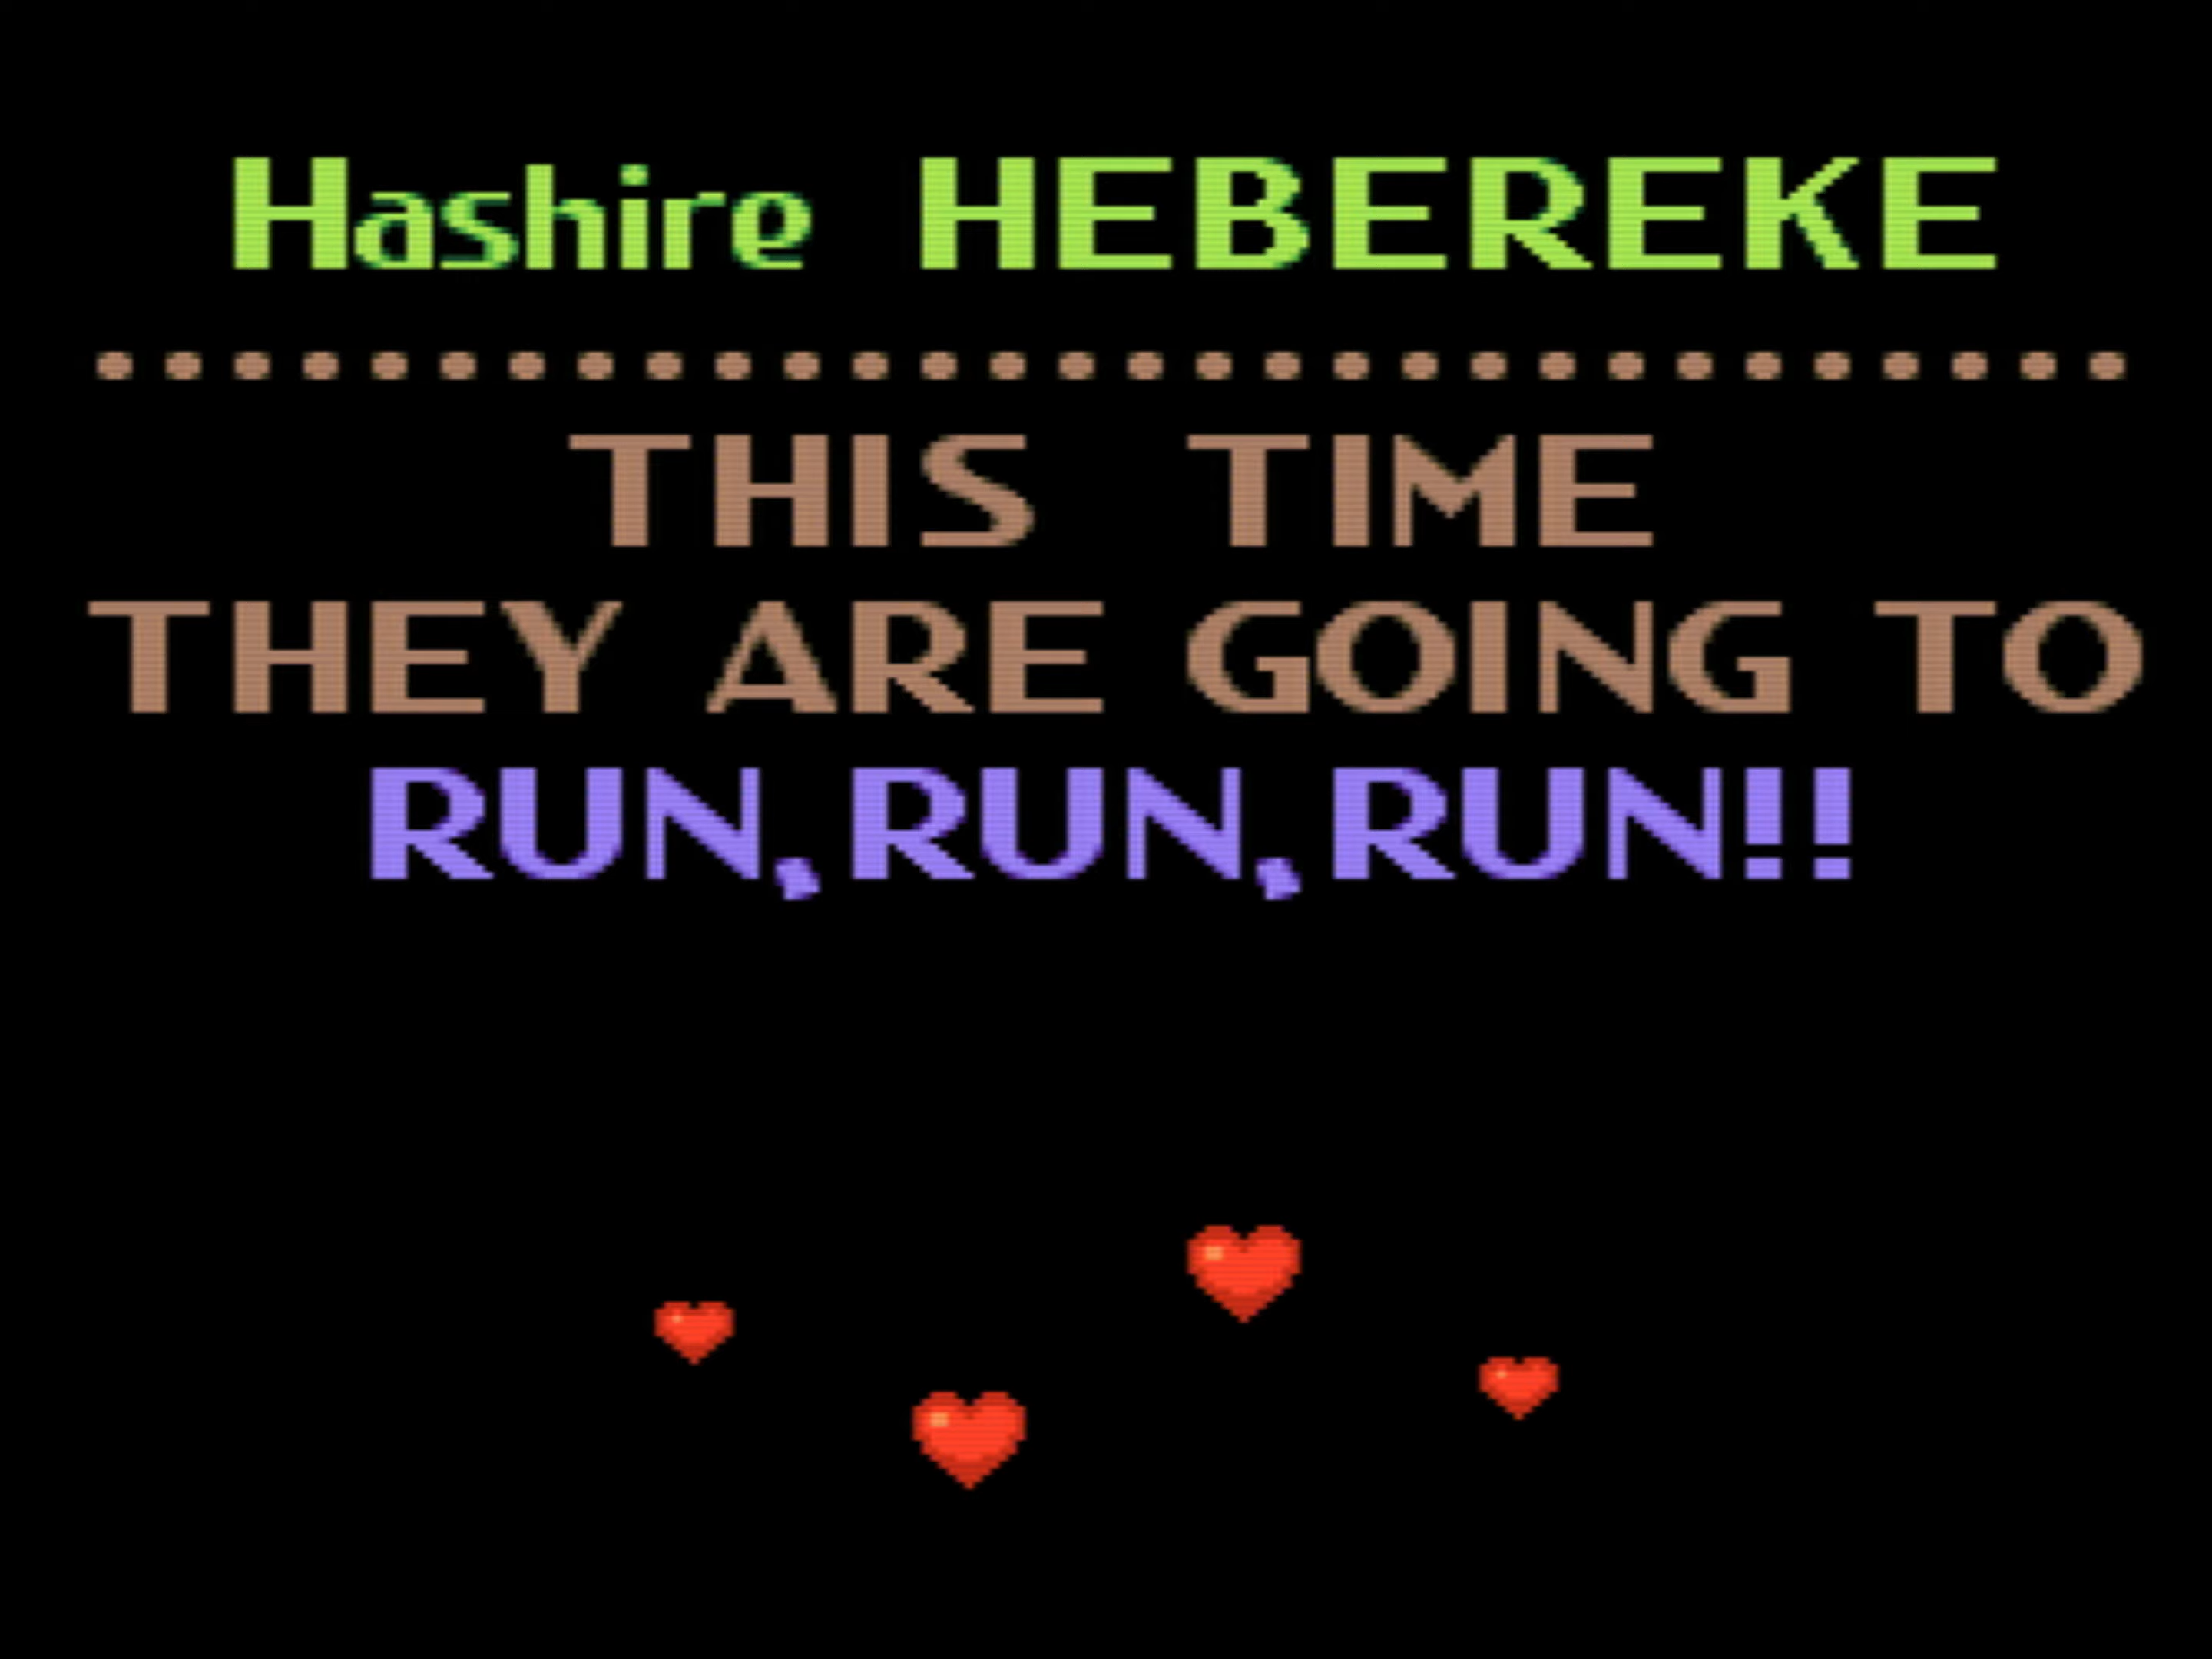 Hashire HEBEREKE
..............................
THIS TIME
THEY ARE GOING TO
RUN,RUN,RUN!!